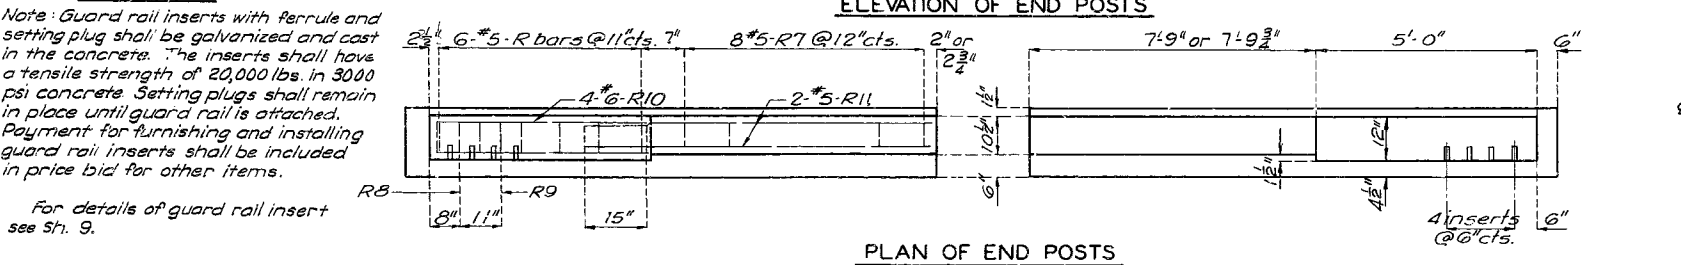 ELEVATION OF END POSTS
Note: Guard rail inserts with ferrule and
setting plug shall be galvanized and cast
in the concrete. The inserts shall have
a tensile strength of 20,000 lbs. in 3000
psi concrete. Setting plugs shall remain
in place until guard rail is attached.
Payment for furnishing and installing
guard rail inserts shall be included
in price bid for other items.
For details of guard rail insert
see Sh. 9.
2½" 6-#5-R bars @ 11"cts. 7" 8#5-R7 @ 12"cts. 2" or
2¾"
7'-9" or 7'-9¾" 5'-0" 6"
4-#6-R10 2-#5-R11
1½"
10½"
6"
12"
1½"
4½"
R8 R9
8" 11" 15"
4 inserts
@ 6"cts.
6"
PLAN OF END POSTS